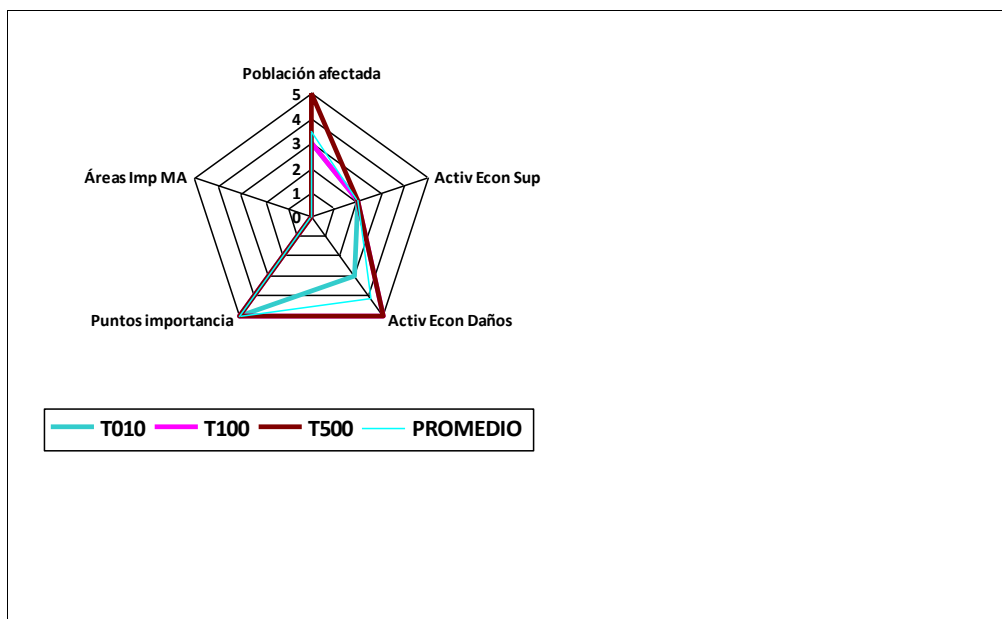 Población afectada
5
4
3
2
1
0
Áreas Imp MA
Activ Econ Sup
Puntos importancia
Activ Econ Daños
T010 T100 T500 PROMEDIO